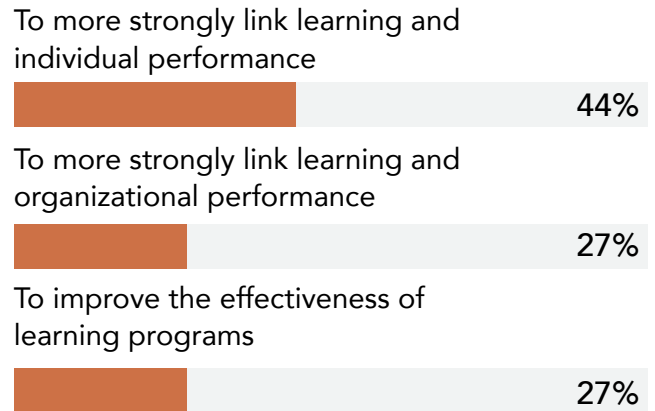 To more strongly link learning and
individual performance
44%
To more strongly link learning and
organizational performance
27%
To improve the effectiveness of
learning programs
27%